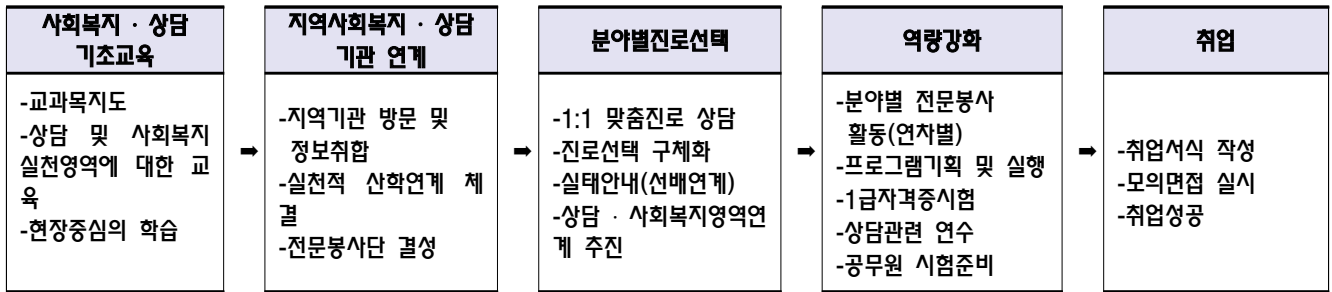 사회복지 · 상담
기초교육
-교과목지도
-상담 및 사회복지
실천영역에 대한 교
육
-현장중심의 학습
➡
지역사회복지 · 상담
기관 연계
-지역기관 방문 및
정보취합
-실천적 산학연계 체
결
-전문봉사단 결성
➡
분야별진로선택
-1:1 맞춤진로 상담
-진로선택 구체화
-실태안내(선배연계)
-상담 · 사회복지영역연
계 추진
➡
역량강화
-분야별 전문봉사
활동(연차별)
-프로그램기획 및 실행
-1급자격증시험
-상담관련 연수
-공무원 시험준비
➡
취업
-취업서식 작성
-모의면접 실시
-취업성공